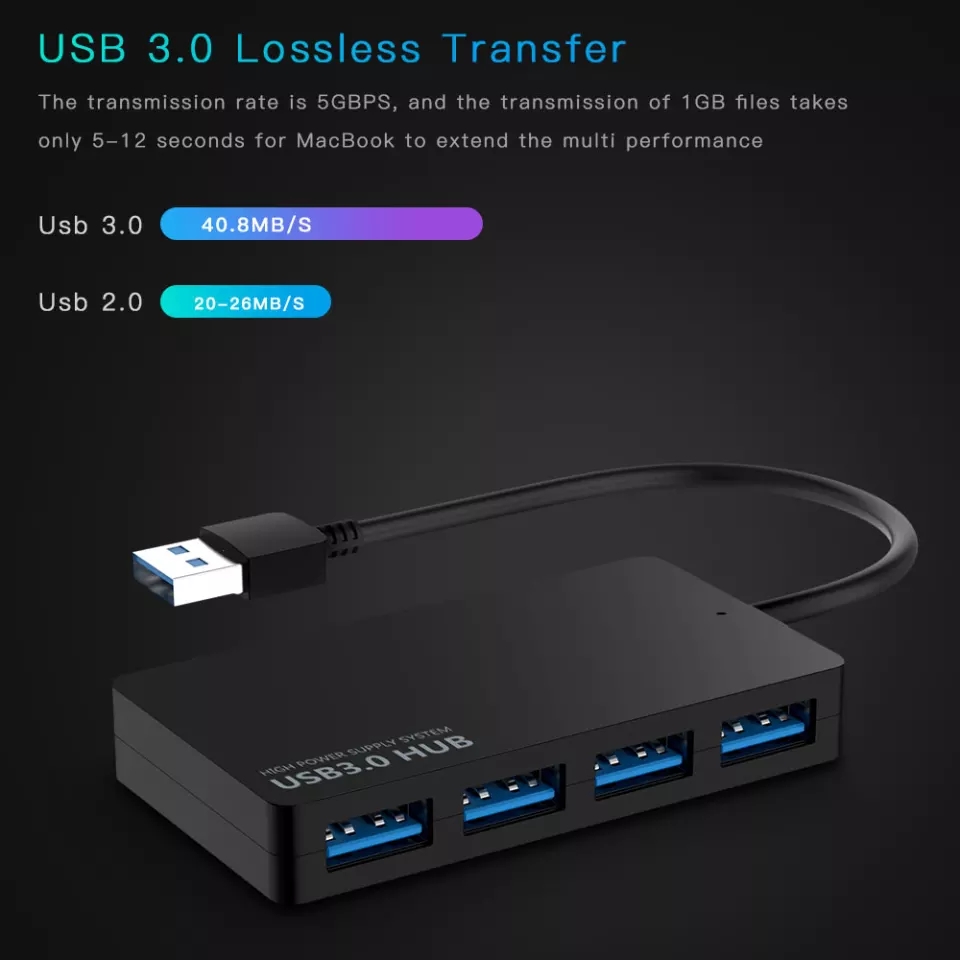 USB 3.0 Lossless Transfer
The transmission rate is 5GBPS, and the transmission of 1GB files takes
only 5-12 seconds for MacBook to extend the multi performance
Usb 3.0 40.8MB/S
Usb 2.0 20-26MB/S
HIGH POWER SUPPLY SYSTEM
USB3.0 HUB